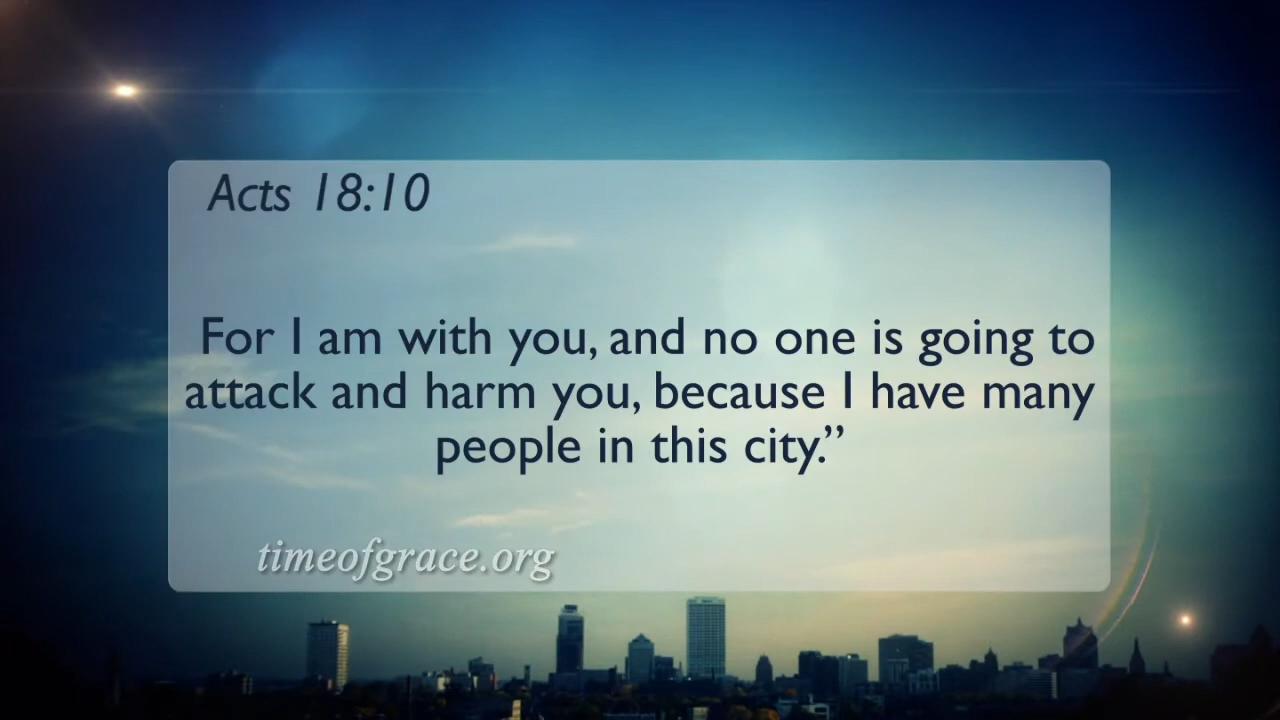 Acts 18:10
For I am with you, and no one is going to
attack and harm you, because I have many
people in this city.”
timeofgrace.org